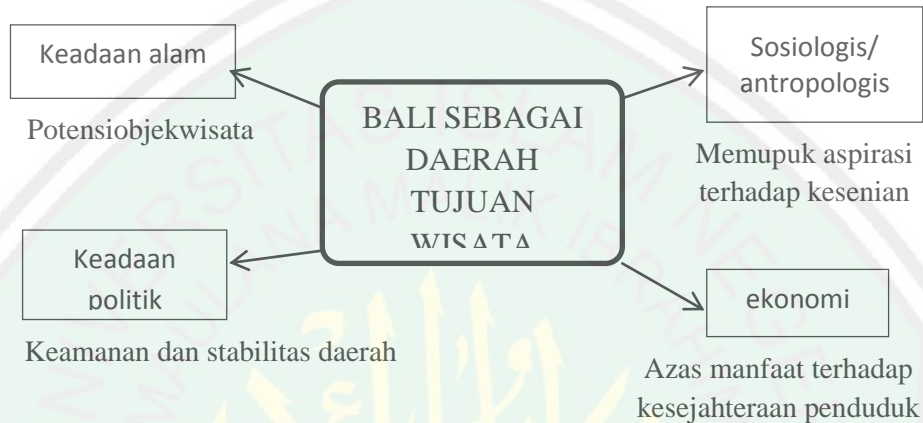 Keadaan alam
Potensiobjekwisata
BALI SEBAGAI
DAERAH
TUJUAN
WISATA
Sosiologis/
antropologis
Memupuk aspirasi
terhadap kesenian
Keadaan
politik
Keamanan dan stabilitas daerah
ekonomi
Azas manfaat terhadap
kesejahteraan penduduk